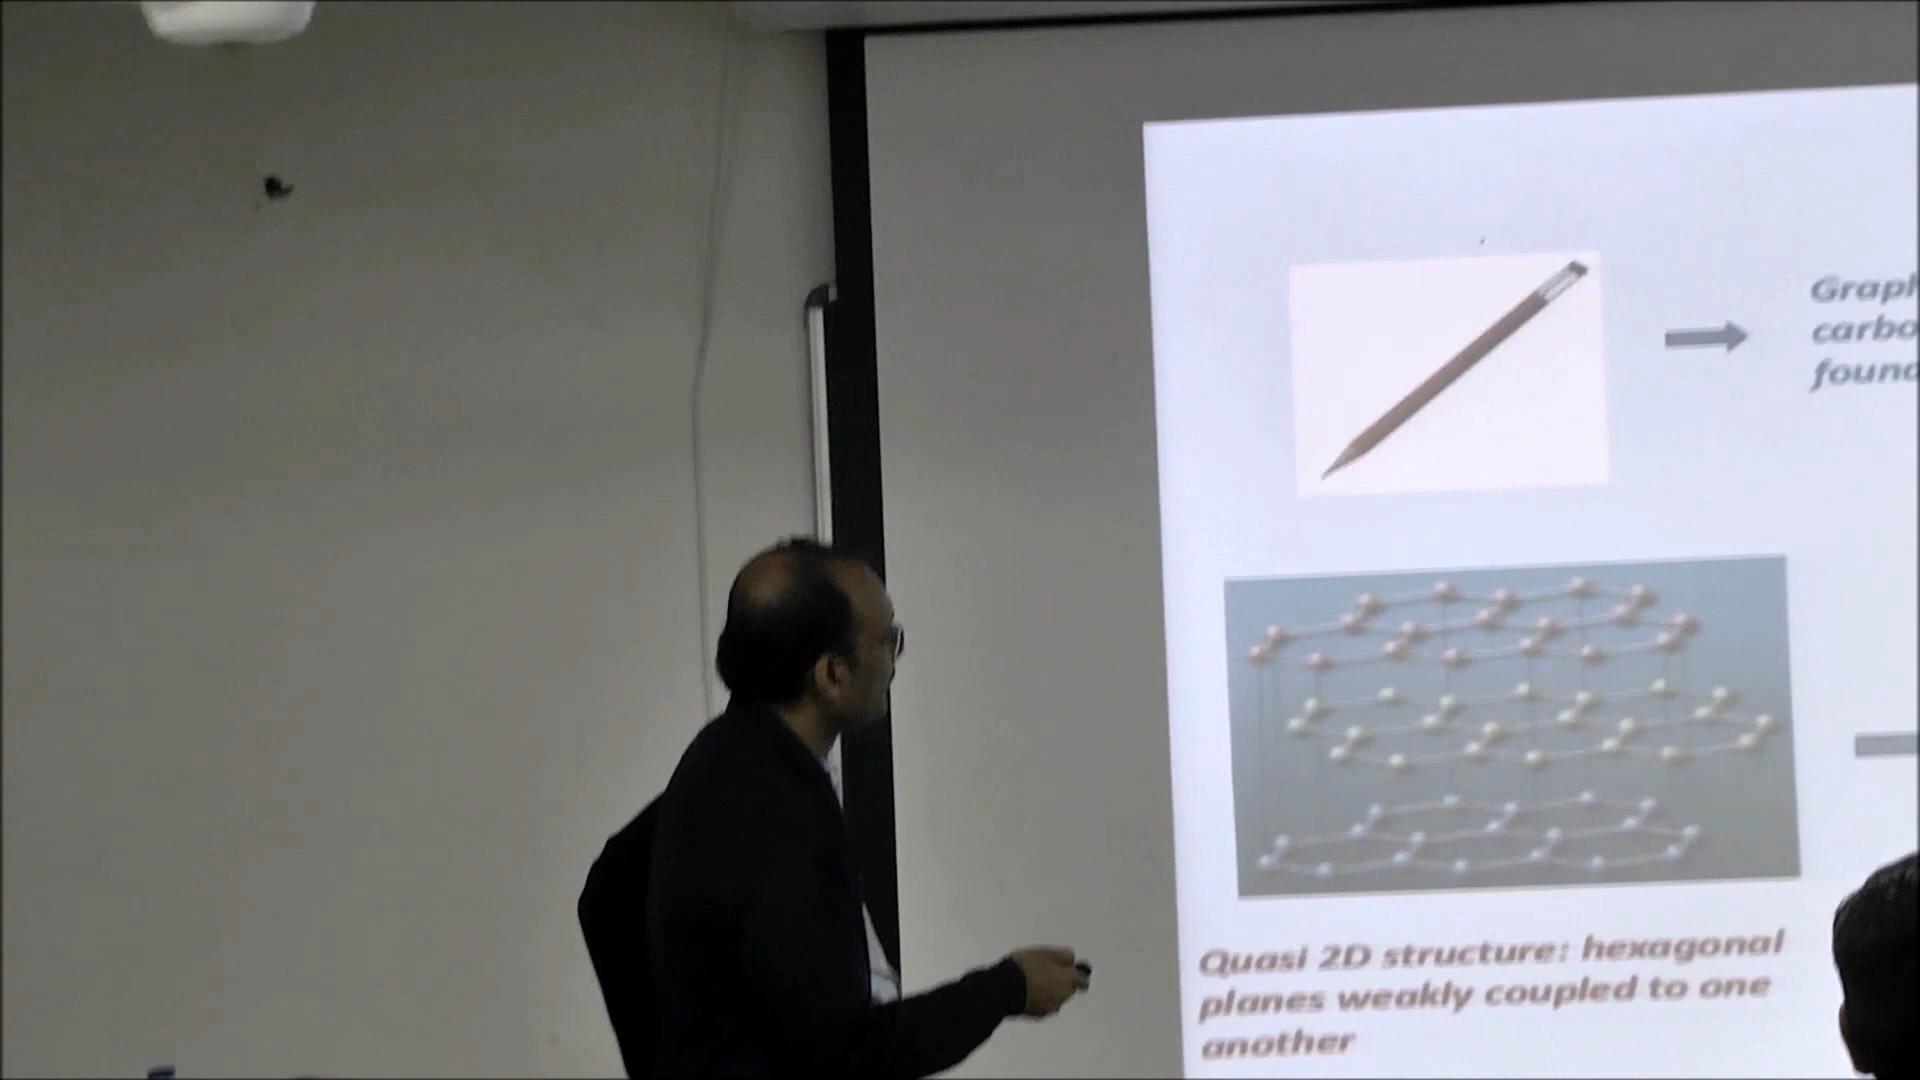 Quasi 2D structure: hexagonal
planes weakly coupled to one
another